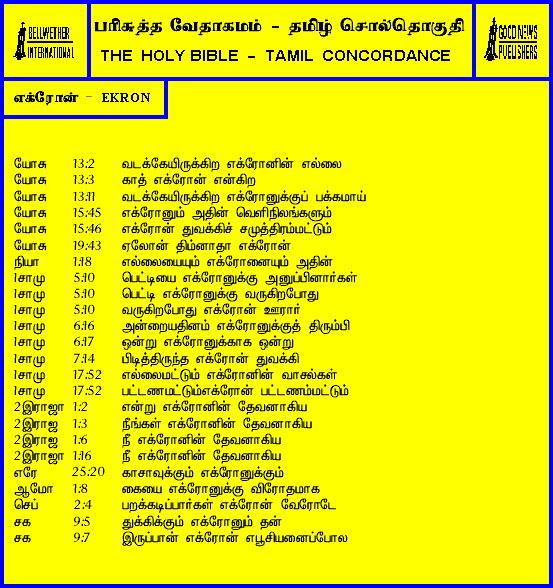 BELLWETHER
INTERNATIONAL
பரிசுத்த வேதாகமம் - தமிழ் சொல்தொகுதி
THE HOLY BIBLE - TAMIL CONCORDANCE
GOOD NEWS
PUBLISHERS
எக்ரோன் - EKRON
யோசு 13:2 வடக்கேயிருக்கிற எக்ரோனின் எல்லை
யோசு 13:3 காத் எக்ரோன் என்கிற
யோசு 13:11 வடக்கேயிருக்கிற எக்ரோனுக்குப் பக்கமாய்
யோசு 15:45 எக்ரோனும் அதின் வெளிநிலங்களும்
யோசு 15:46 எக்ரோன் துவக்கிச் சமுத்திரம்மட்டும்
யோசு 19:43 ஏலோன் திம்னாதா எக்ரோன்
நியா 1:18 எல்லையையும் எக்ரோனையும் அதின்
1சாமு 5:10 பெட்டியை எக்ரோனுக்கு அனுப்பினார்கள்
1சாமு 5:10 பெட்டி எக்ரோனுக்கு வருகிறபோது
1சாமு 5:10 வருகிறபோது எக்ரோன் ஊரார்
1சாமு 6:16 அன்றையதினம் எக்ரோனுக்குத் திரும்பி
1சாமு 6:17 ஒன்று எக்ரோனுக்காக ஒன்று
1சாமு 7:14 பிடித்திருந்த எக்ரோன் துவக்கி
1சாமு 17:52 எல்லைமட்டும் எக்ரோனின் வாசல்கள்
1சாமு 17:52 பட்டணமட்டும்எக்ரோன் பட்டணம்மட்டும்
2இராஜா 1:2 என்று எக்ரோனின் தேவனாகிய
2இராஜ 1:3 நீங்கள் எக்ரோனின் தேவனாகிய
2இராஜ 1:6 நீ எக்ரோனின் தேவனாகிய
2இராஜா 1:16 நீ எக்ரோனின் தேவனாகிய
எரே 25:20 காசாவுக்கும் எக்ரோனுக்கும்
ஆமோ 1:8 கையை எக்ரோனுக்கு விரோதமாக
செப் 2:4 பறக்கடிப்பார்கள் எக்ரோன் வேரோடே
சக 9:5 துக்கிக்கும் எக்ரோனும் தன்
சக 9:7 இருப்பான் எக்ரோன் எபூசியனைப்போல